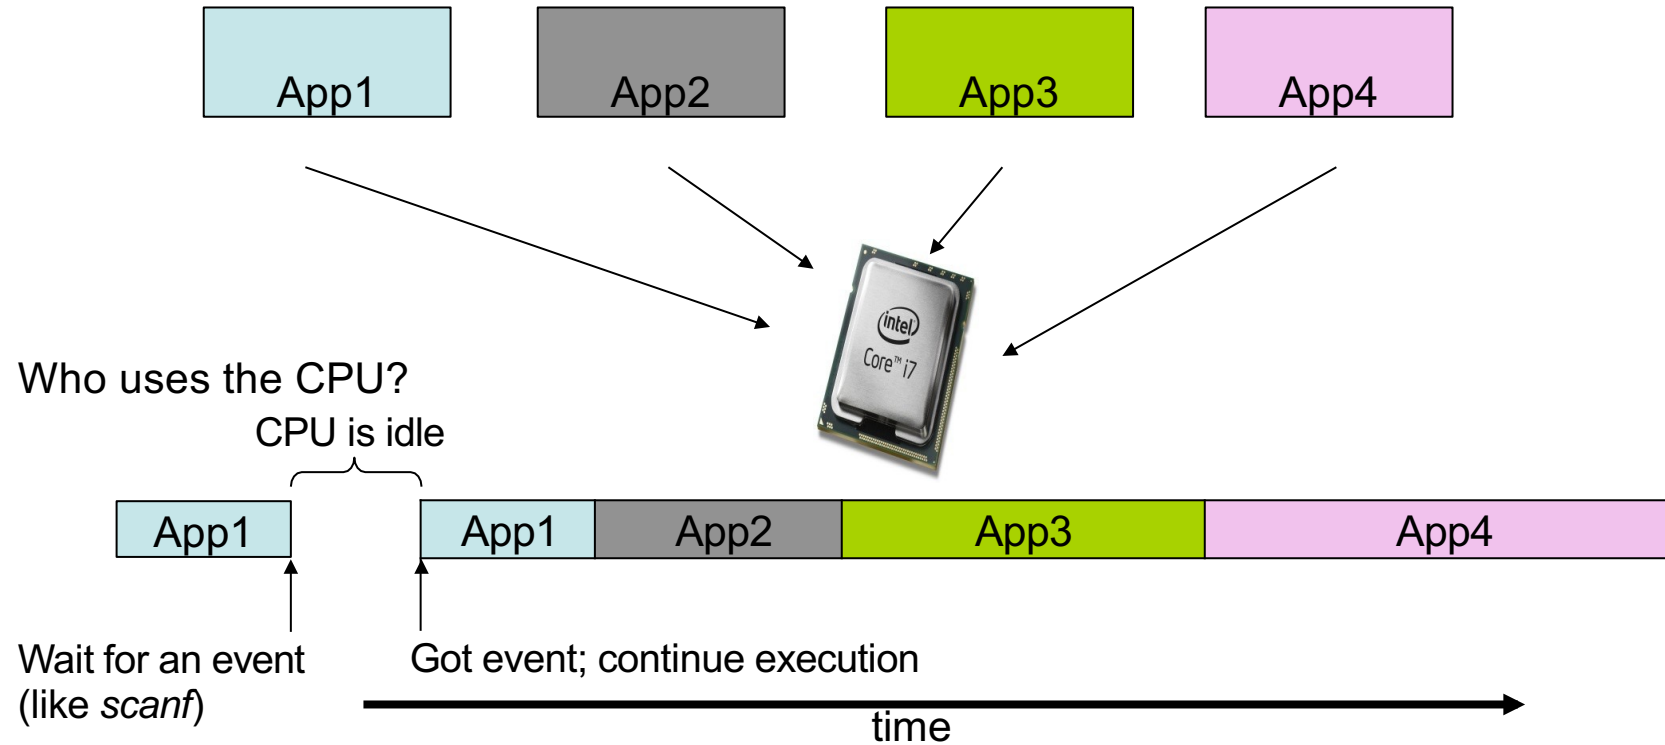 App1
App2
App3
App4
intel
Core™ i7
Who uses the CPU?
CPU is idle
App1
App1
App2
App3
App4
Wait for an event
(like scanf)
Got event; continue execution
time